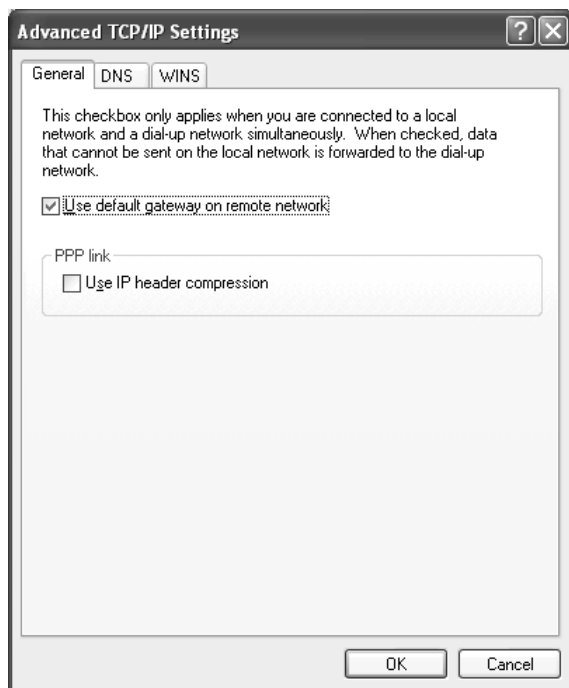 Advanced TCP/IP Settings
General DNS WINS
This checkbox only applies when you are connected to a local
network and a dial-up network simultaneously. When checked, data
that cannot be sent on the local network is forwarded to the dial-up
network.
Use default gateway on remote network
PPP link
Use IP header compression
OK Cancel